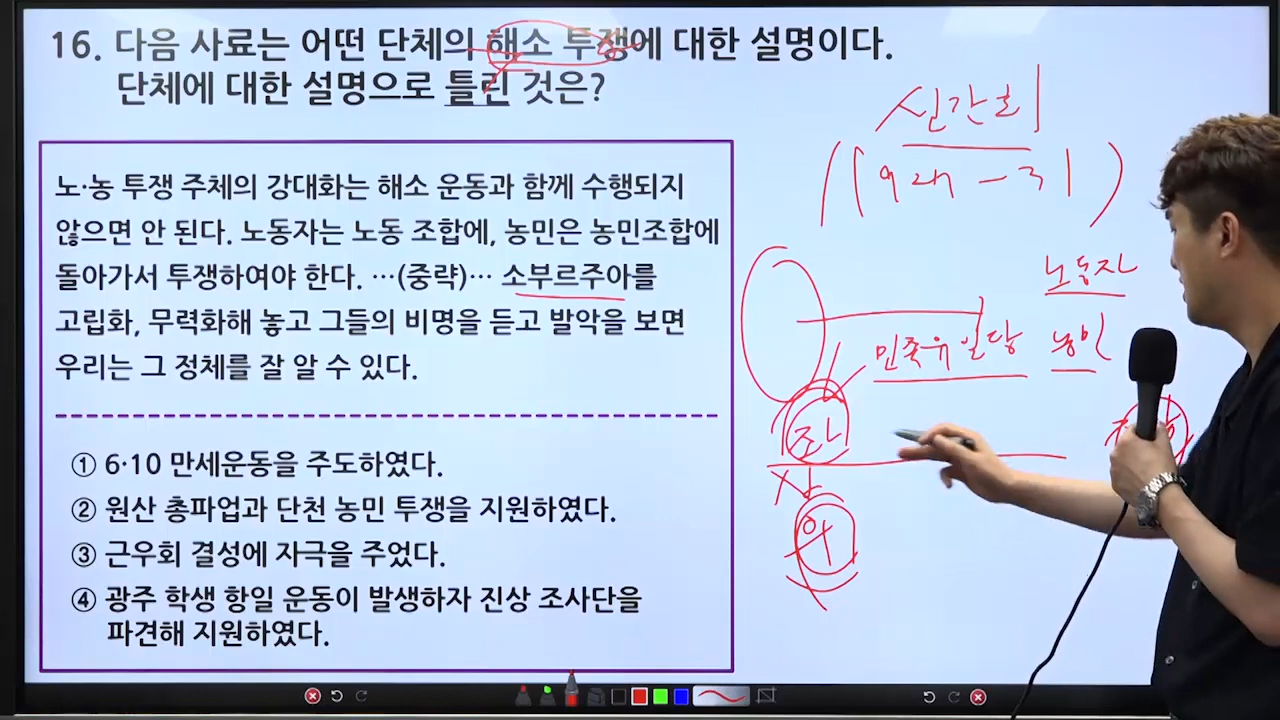 16. 다음 사료는 어떤 단체의 해소 투쟁에 대한 설명이다.
단체에 대한 설명으로 틀린 것은?
노·농 투쟁 주체의 강대화는 해소 운동과 함께 수행되지
않으면 안 된다. 노동자는 노동 조합에, 농민은 농민조합에
돌아가서 투쟁하여야 한다. …(중략)… 소부르주아를
고립화, 무력화해 놓고 그들의 비명을 듣고 발악을 보면
우리는 그 정체를 잘 알 수 있다.
① 6·10 만세운동을 주도하였다.
② 원산 총파업과 단천 농민 투쟁을 지원하였다.
③ 근우회 결성에 자극을 주었다.
④ 광주 학생 항일 운동이 발생하자 진상 조사단을
파견해 지원하였다.
신간회
노동자
민족유일당 농민